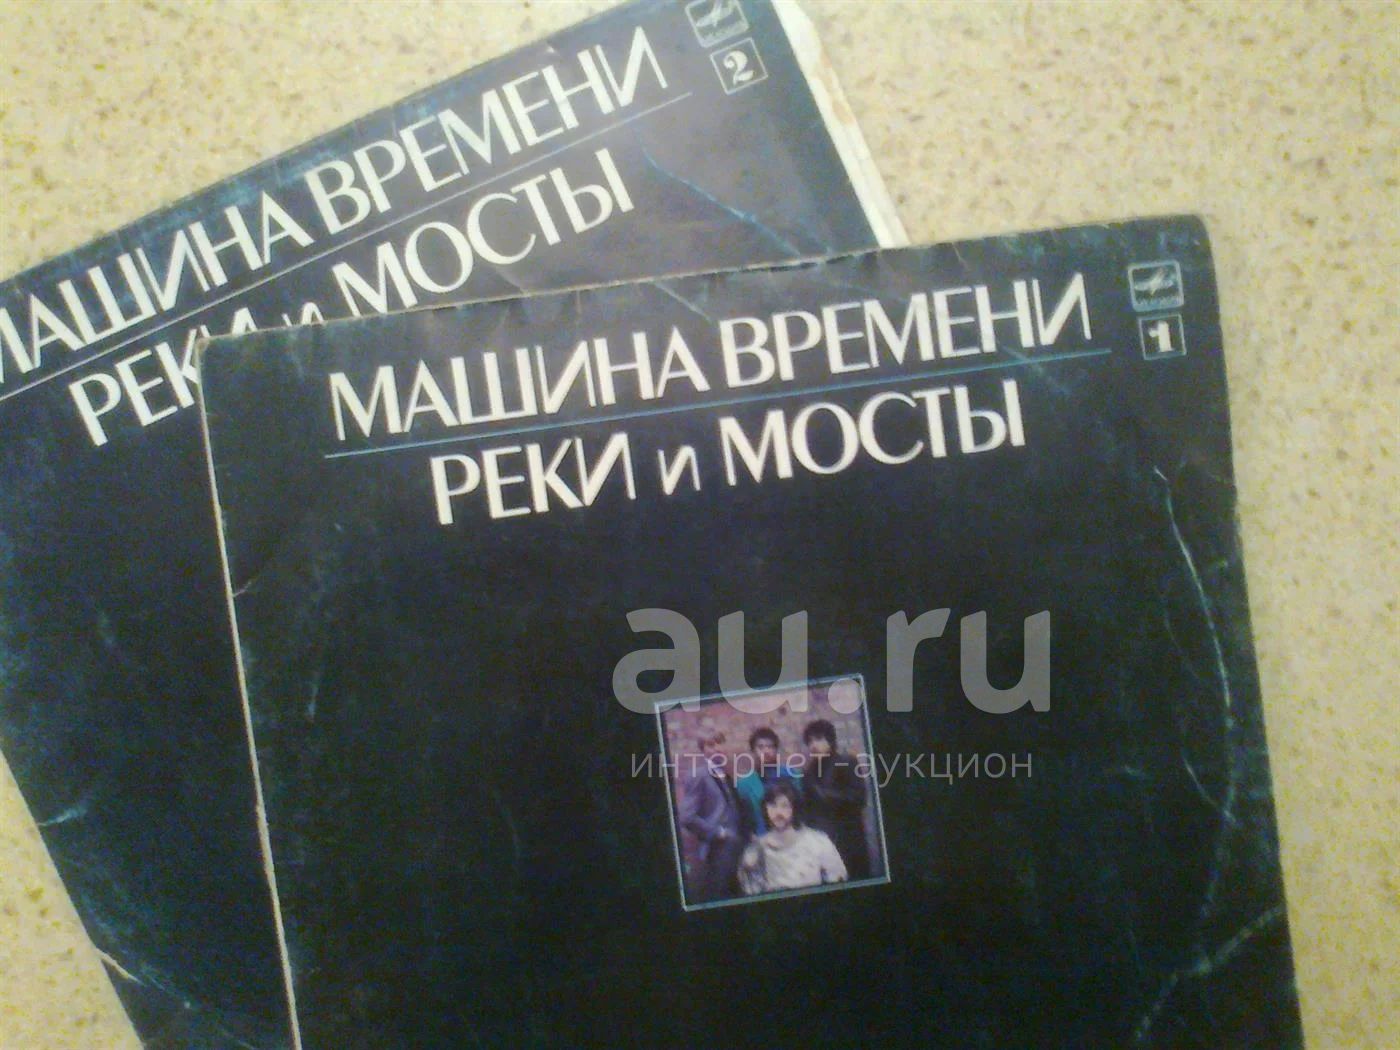 2
МАШИНА ВРЕМЕНИ
РЕКИ и МОСТЫ
1
МАШИНА ВРЕМЕНИ
РЕКИ и МОСТЫ
au.ru
интернет-аукцион